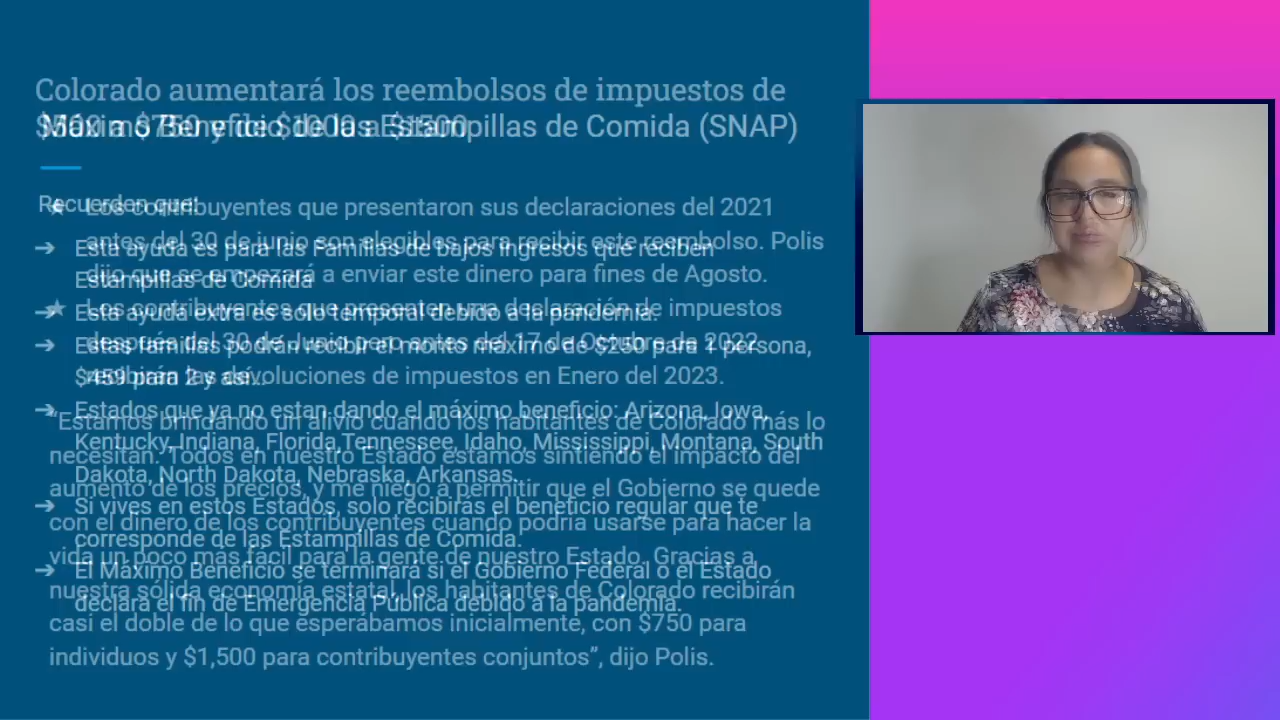 Colorado aumentará los reembolsos de impuestos de
$500 a $750 y de $1000 a $1500
Los contribuyentes que presentaron sus declaraciones del 2021
antes del 30 de junio son elegibles para recibir este reembolso. Polis
dijo que se empezará a enviar este dinero para fines de Agosto.
Los contribuyentes que presenten una declaración de impuestos
después del 30 de Junio pero antes del 17 de Octubre de 2022
recibirán las devoluciones de impuestos en Enero del 2023.
“Estamos brindando un alivio cuando los habitantes de Colorado más lo
necesitan. Todos en nuestro Estado estamos sintiendo el impacto del
aumento de los precios, y me niego a permitir que el Gobierno se quede
con el dinero de los contribuyentes cuando podría usarse para hacer la
vida un poco más fácil para la gente de nuestro Estado. Gracias a
nuestra sólida economía estatal, los habitantes de Colorado recibirán
casi el doble de lo que esperábamos inicialmente, con $750 para
individuos y $1,500 para contribuyentes conjuntos”, dijo Polis.
Máximo Beneficio de las Estampillas de Comida (SNAP)
Recuerden que:
➔ Esta ayuda es para las Familias de bajos ingresos que reciben
Estampillas de Comida
➔ Esta ayuda extra es solo temporal debido a la pandemia.
➔ Estas familias podrán recibir el monto máximo de $250 para 1 persona,
$459 para 2 y así...
➔ Estados que ya no estan dando el máximo beneficio: Arizona, Iowa,
Kentucky, Indiana, Florida,Tennessee, Idaho, Mississippi, Montana, South
Dakota, North Dakota, Nebraska, Arkansas.
➔ Si vives en estos Estados, solo recibirás el beneficio regular que te
corresponde de las Estampillas de Comida.
➔ El Máximo Beneficio se terminará si el Gobierno Federal o el Estado
declara el fin de Emergencia Pública debido a la pandemia.